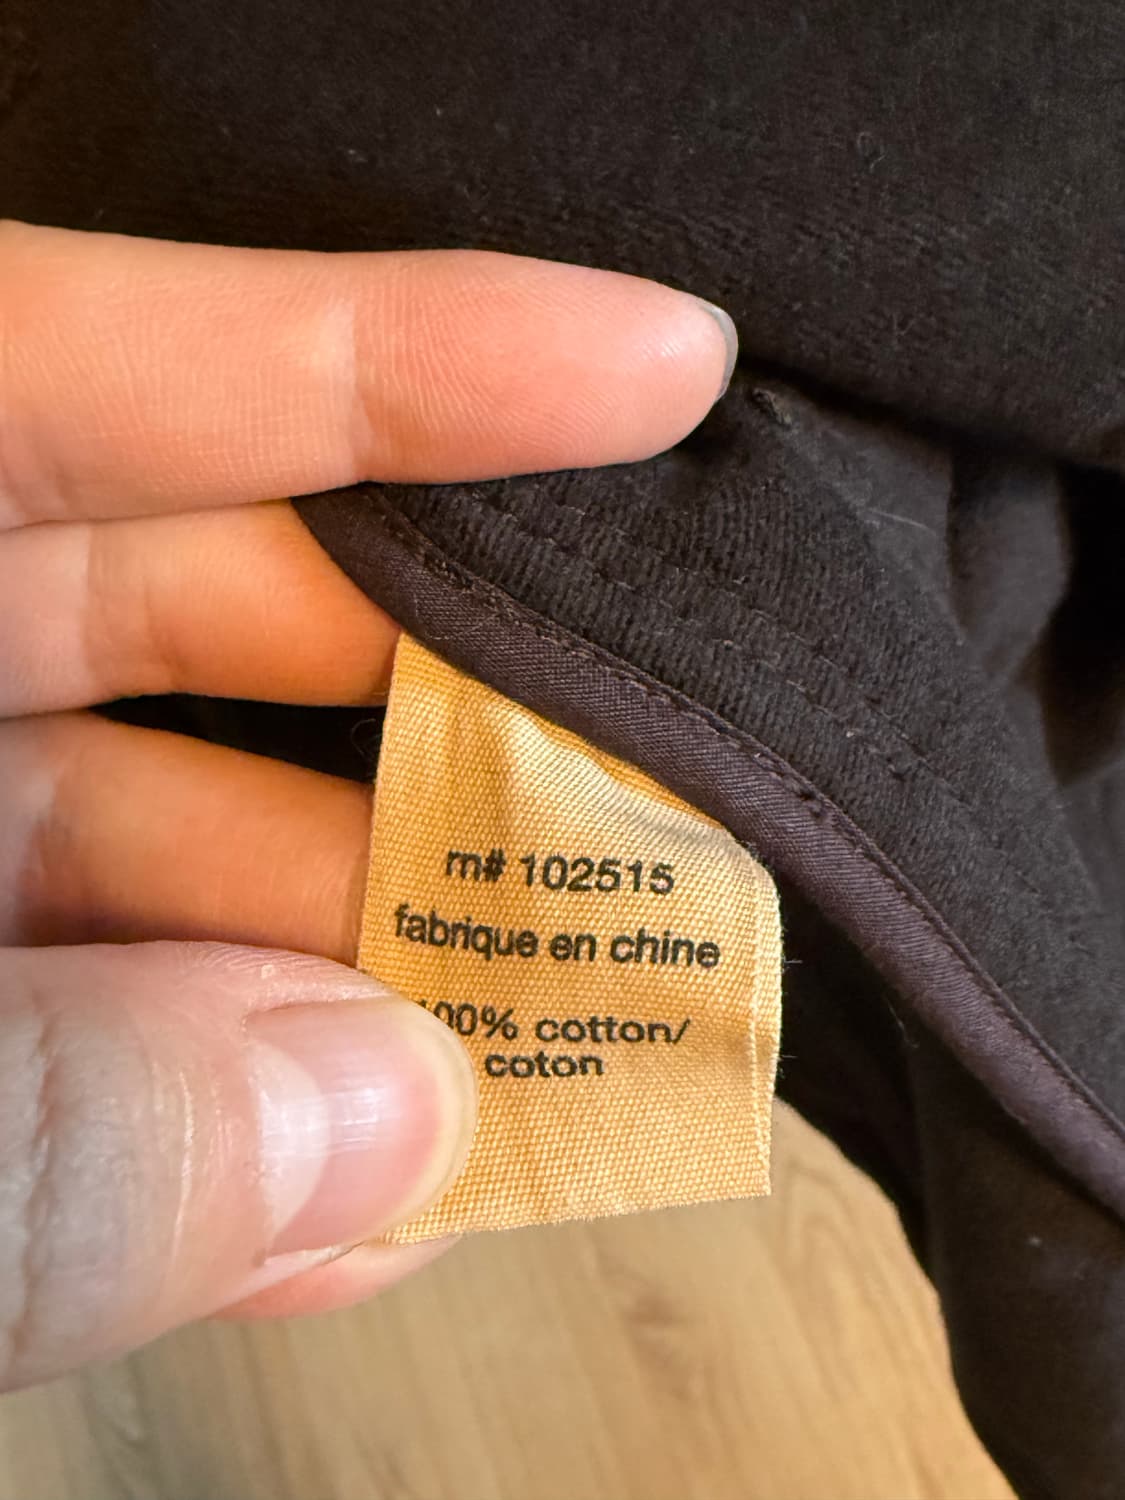 m# 102515
fabrique en chine
100% cotton/
coton